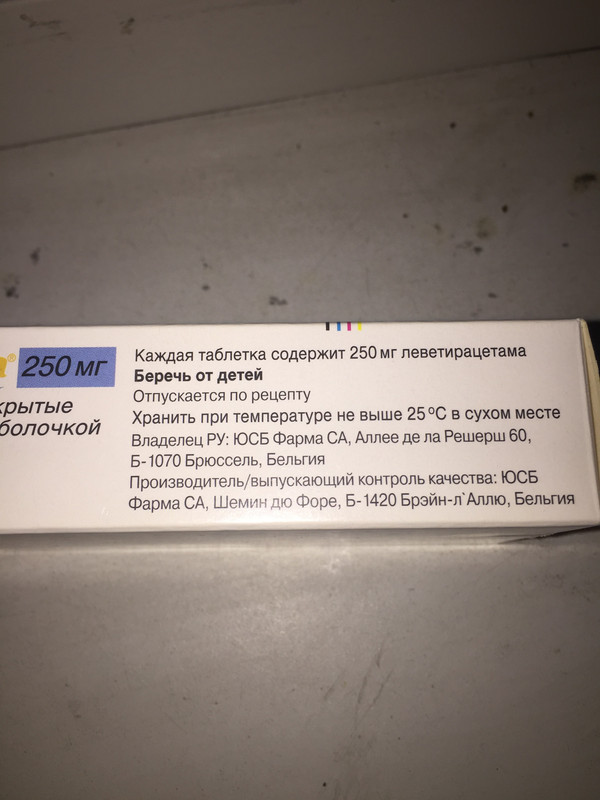 250 мг
Каждая таблетка содержит 250 мг леветирацетама
Беречь от детей
Отпускается по рецепту
Хранить при температуре не выше 25 °С в сухом месте
Владелец РУ: ЮСБ Фарма СА, Аллее де ла Решерш 60,
Б-1070 Брюссель, Бельгия
Производитель/выпускающий контроль качества: ЮСБ
Фарма СА, Шемин дю Форе, Б-1420 Брэйн-л`Аллю, Бельгия